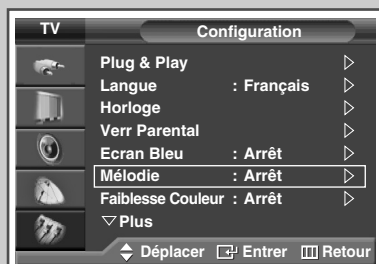 TV Configuration
Plug & Play
Langue : Français
Horloge
Verr Parental
Ecran Bleu : Arrêt
Mélodie : Arrêt
Faiblesse Couleur : Arrêt
Plus
Déplacer Entrer Retour